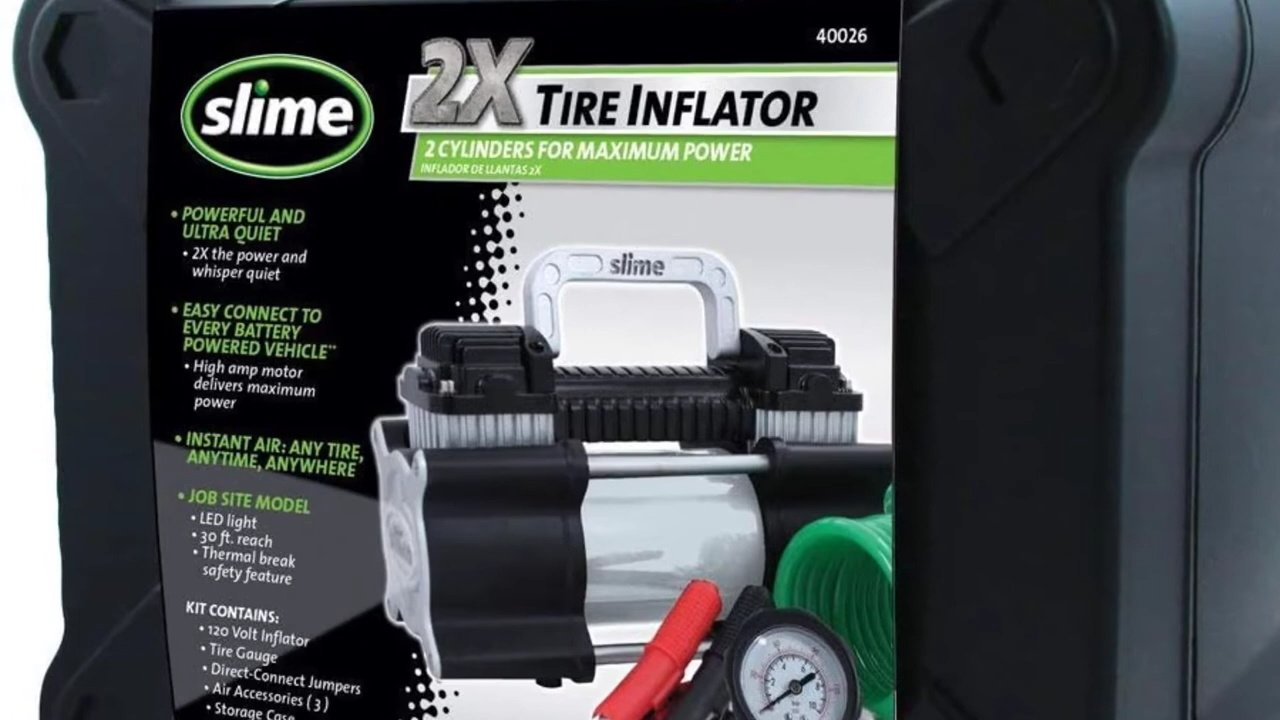 40026
slime
2X TIRE INFLATOR
2 CYLINDERS FOR MAXIMUM POWER
INFLADOR DE LLANTAS 2X
• POWERFUL AND
ULTRA QUIET
• 2X the power and
whisper quiet
• EASY CONNECT TO
EVERY BATTERY
POWERED VEHICLE**
• High amp motor
delivers maximum
power
• INSTANT AIR: ANY TIRE,
ANYTIME, ANYWHERE
• JOB SITE MODEL
• LED light
• 30 ft. reach
• Thermal break
safety feature
KIT CONTAINS:
• 120 Volt Inflator
• Tire Gauge
• Direct-Connect Jumpers
• Air Accessories ( 3 )
• Storage Case
slime